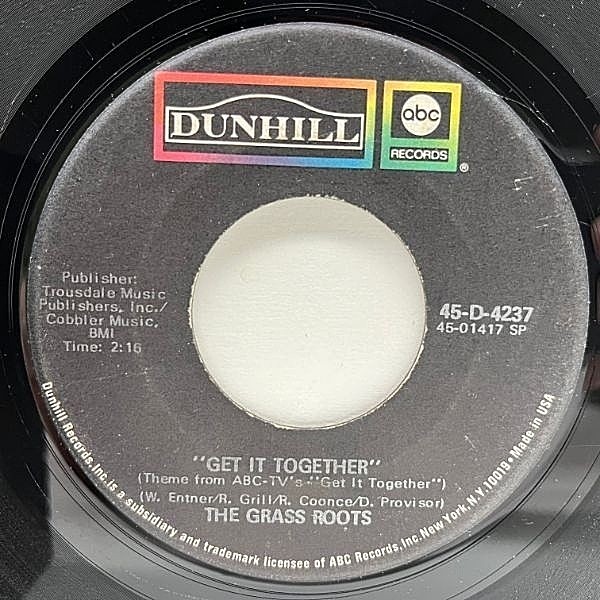 DUNHILL
abc
RECORDS
®
Publisher:
Trousdale Music
Publishers, Inc./
Cobbler Music,
BMI
Time: 2:16
45-D-4237
45-01417 SP
"GET IT TOGETHER"
(Theme from ABC-TV's-"Get It Together")
(W. Entner/R. Grill/R. Coonce/D. Provisor)
THE GRASS ROOTS
Dunhill Records, Inc. is a subsidiary and trademark licensee of ABC Records, Inc. New York, N.Y. 10019 • Made in USA